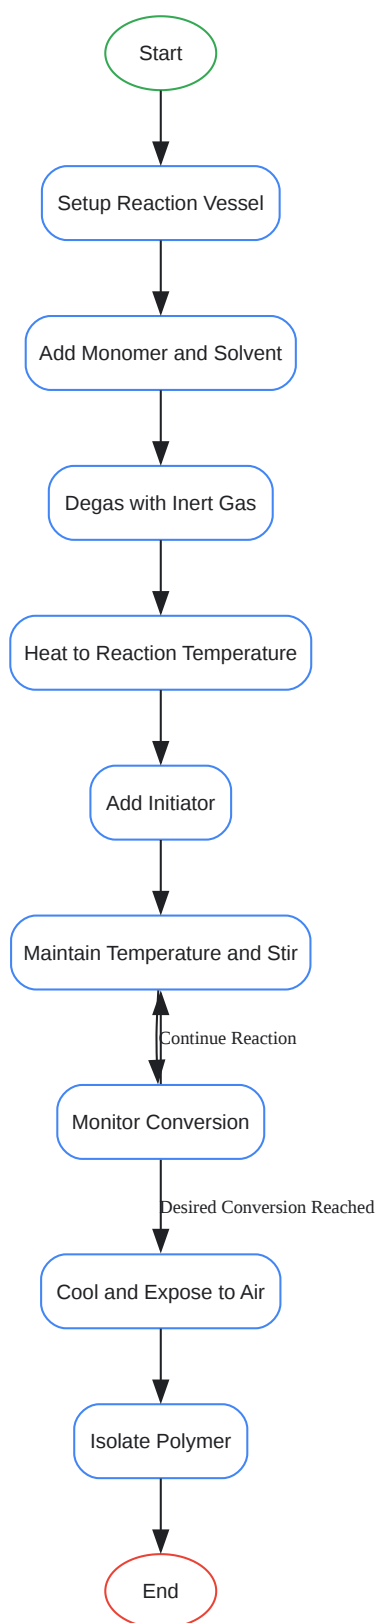 Start
Setup Reaction Vessel
Add Monomer and Solvent
Degas with Inert Gas
Heat to Reaction Temperature
Add Initiator
Maintain Temperature and Stir
Continue Reaction
Monitor Conversion
Desired Conversion Reached
Cool and Expose to Air
Isolate Polymer
End